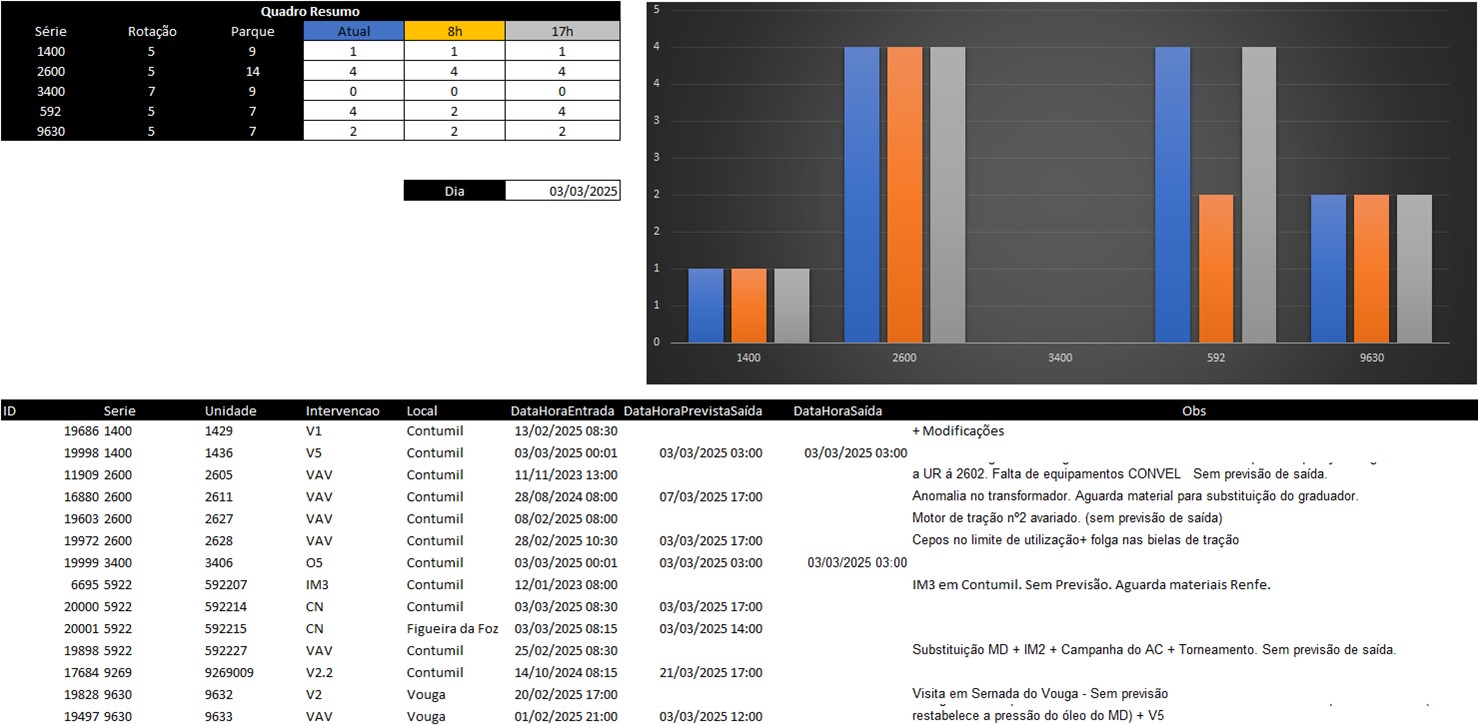 Quadro Resumo
Série Rotação Parque Atual 8h 17h
1400 5 9 1 1 1
2600 5 14 4 4 4
3400 7 9 0 0 0
592 5 7 4 2 4
9630 5 7 2 2 2
Dia 03/03/2025
5
4
4
3
3
2
2
1
1
0
1400 2600 3400 592 9630
ID Serie Unidade Intervencao Local DataHoraEntrada DataHoraPrevistaSaída DataHoraSaída Obs
19686 1400 1429 V1 Contumil 13/02/2025 08:30 + Modificações
19998 1400 1436 V5 Contumil 03/03/2025 00:01 03/03/2025 03:00 03/03/2025 03:00
11909 2600 2605 VAV Contumil 11/11/2023 13:00 a UR á 2602. Falta de equipamentos CONVEL Sem previsão de saída.
16880 2600 2611 VAV Contumil 28/08/2024 08:00 07/03/2025 17:00 Anomalia no transformador. Aguarda material para substituição do graduador.
19603 2600 2627 VAV Contumil 08/02/2025 08:00 Motor de tração nº2 avariado. (sem previsão de saída)
19972 2600 2628 VAV Contumil 28/02/2025 10:30 03/03/2025 17:00 Cepos no limite de utilização+ folga nas bielas de tração
19999 3400 3406 O5 Contumil 03/03/2025 00:01 03/03/2025 03:00 03/03/2025 03:00
6695 5922 592207 IM3 Contumil 12/01/2023 08:00 IM3 em Contumil. Sem Previsão. Aguarda materiais Renfe.
20000 5922 592214 CN Contumil 03/03/2025 08:30 03/03/2025 17:00
20001 5922 592215 CN Figueira da Foz 03/03/2025 08:15 03/03/2025 14:00
19898 5922 592227 VAV Contumil 25/02/2025 08:30 Substituição MD + IM2 + Campanha do AC + Torneamento. Sem previsão de saída.
17684 9269 9269009 V2.2 Contumil 14/10/2024 08:15 21/03/2025 17:00
19828 9630 9632 V2 Vouga 20/02/2025 17:00 Visita em Sernada do Vouga - Sem previsão
19497 9630 9633 VAV Vouga 01/02/2025 21:00 03/03/2025 12:00 restabelece a pressão do óleo do MD) + V5